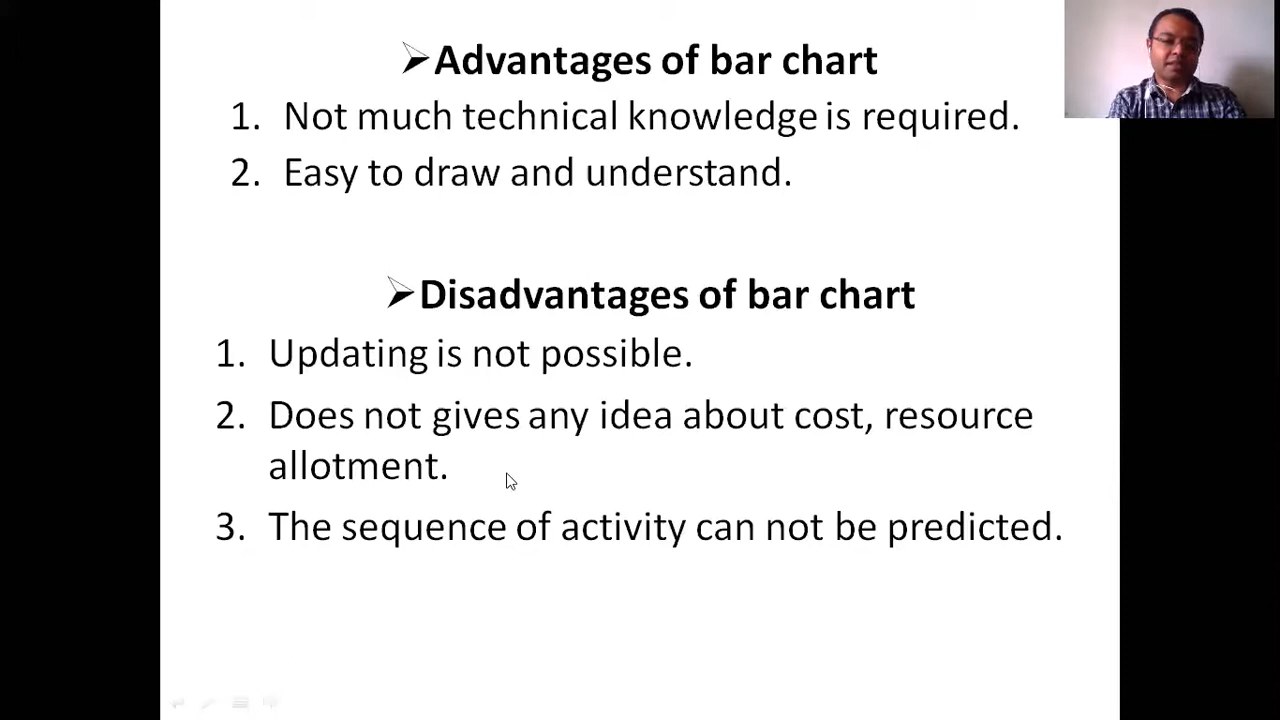 ➢Advantages of bar chart
1. Not much technical knowledge is required.
2. Easy to draw and understand.
➢Disadvantages of bar chart
1. Updating is not possible.
2. Does not gives any idea about cost, resource
allotment.
3. The sequence of activity can not be predicted.